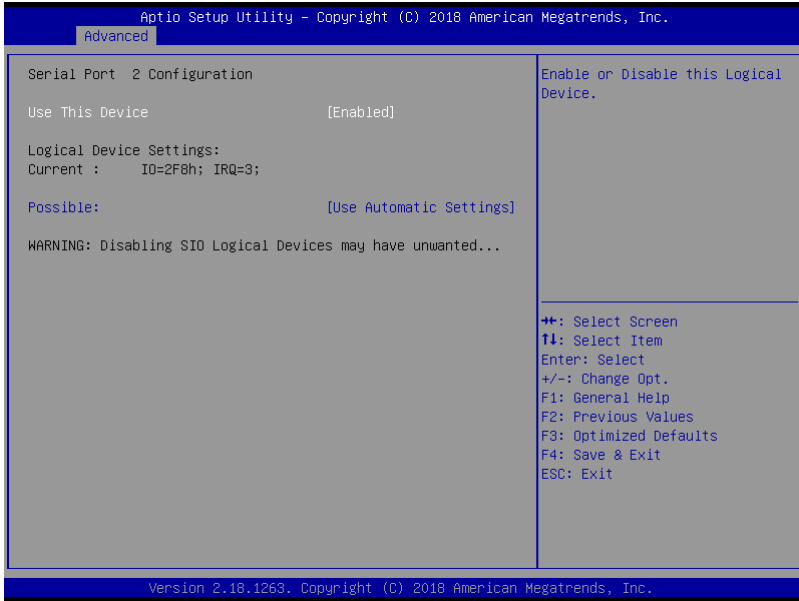 Aptio Setup Utility – Copyright (C) 2018 American Megatrends, Inc.
Advanced
Serial Port  2 Configuration
Use This Device [Enabled]
Logical Device Settings:
Current : IO=2F8h; IRQ=3;
Possible: [Use Automatic Settings]
WARNING: Disabling SIO Logical Devices may have unwanted...
Enable or Disable this Logical
Device.
→←: Select Screen
↑↓: Select Item
Enter: Select
+/-: Change Opt.
F1: General Help
F2: Previous Values
F3: Optimized Defaults
F4: Save & Exit
ESC: Exit
Version 2.18.1263. Copyright (C) 2018 American Megatrends, Inc.